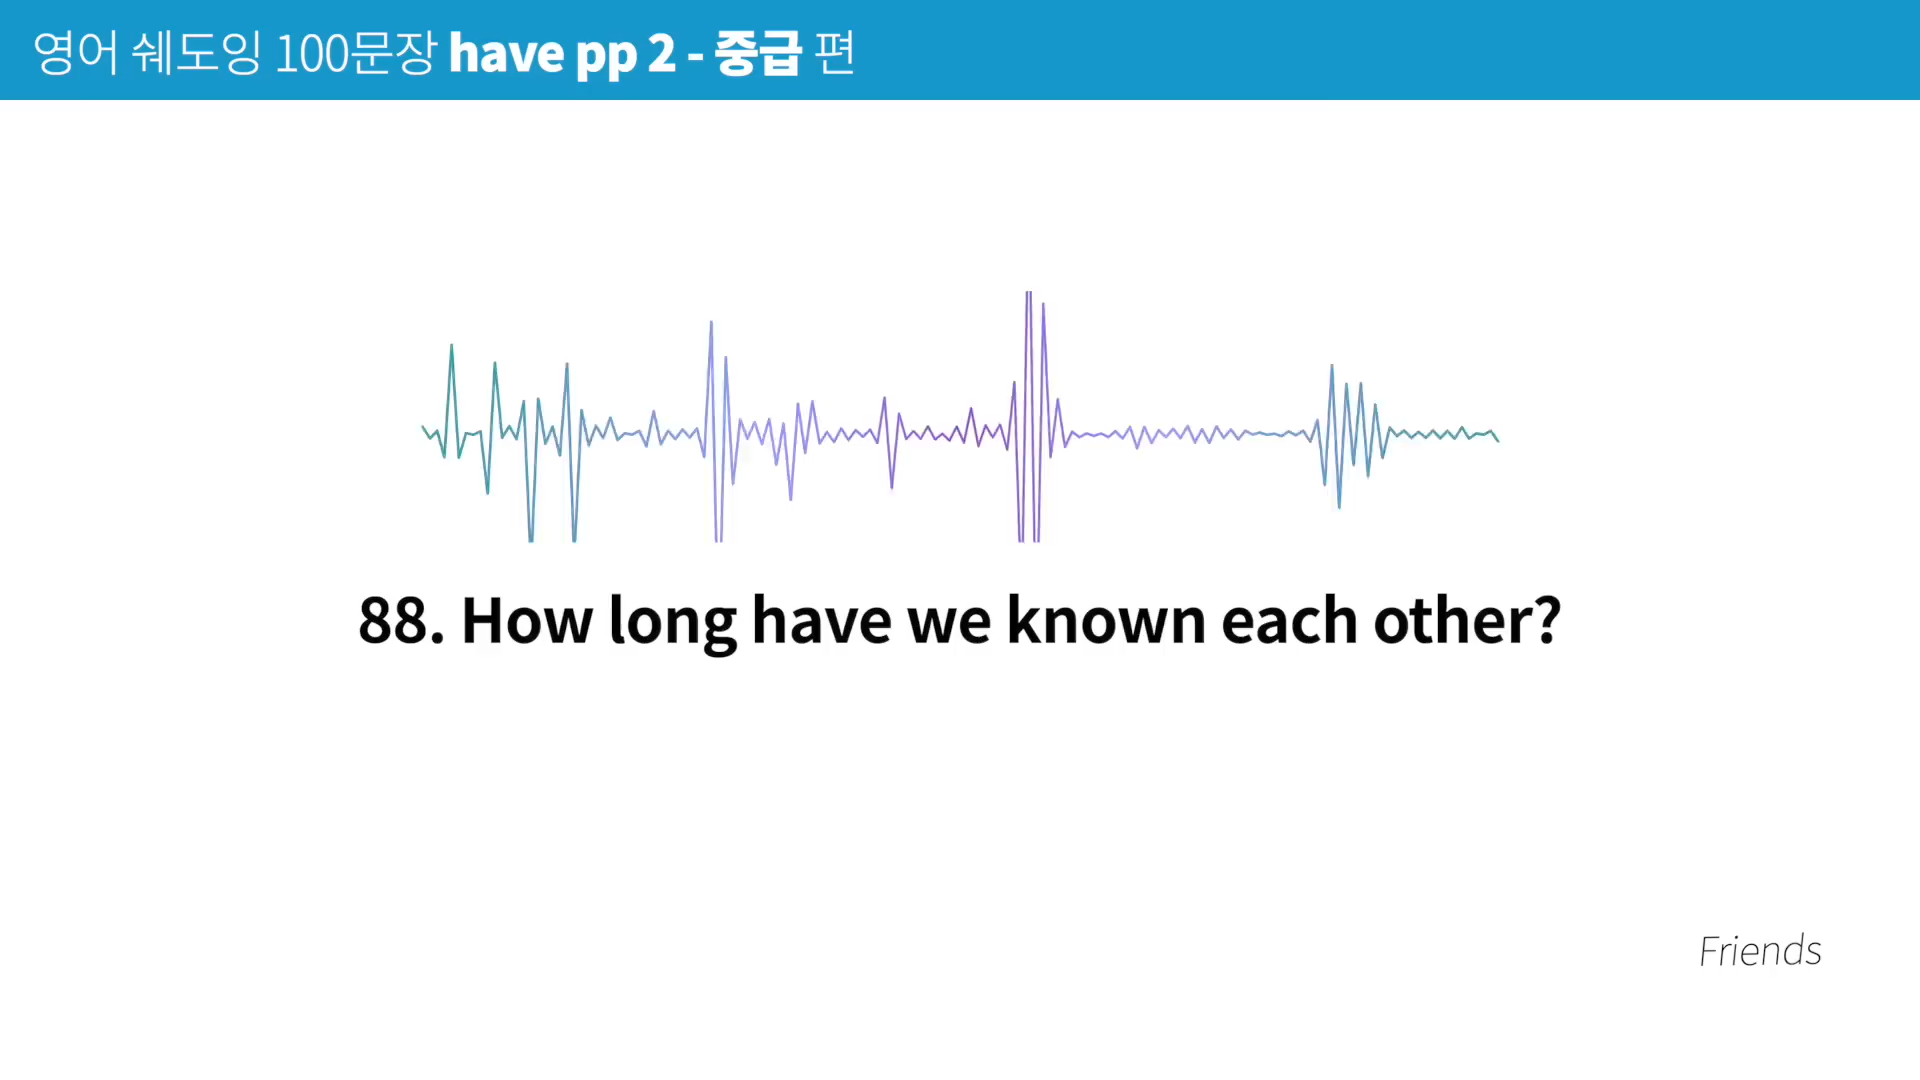 영어 쉐도잉 100문장 have pp 2 - 중급 편
88. How long have we known each other?
Friends